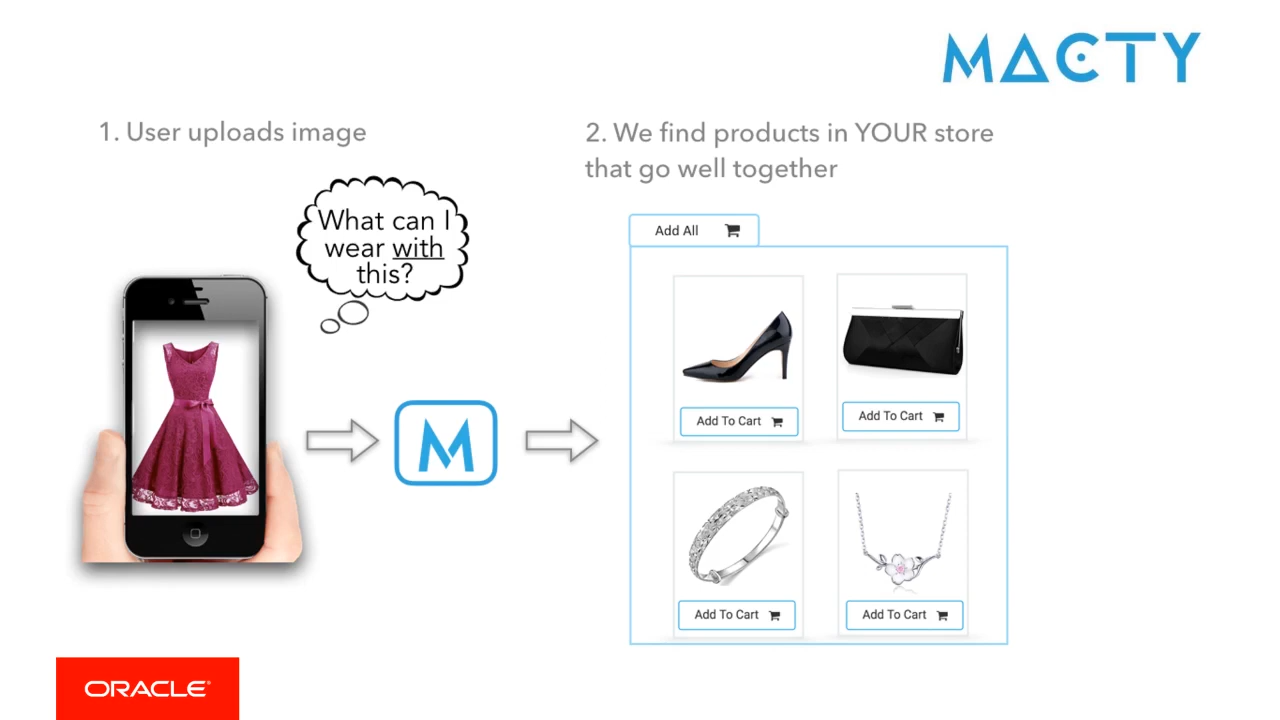 MACTY
1. User uploads image
2. We find products in YOUR store
that go well together
What can I
wear with
this?
Add All
Add To Cart
Add To Cart
M
Add To Cart
Add To Cart
ORACLE®